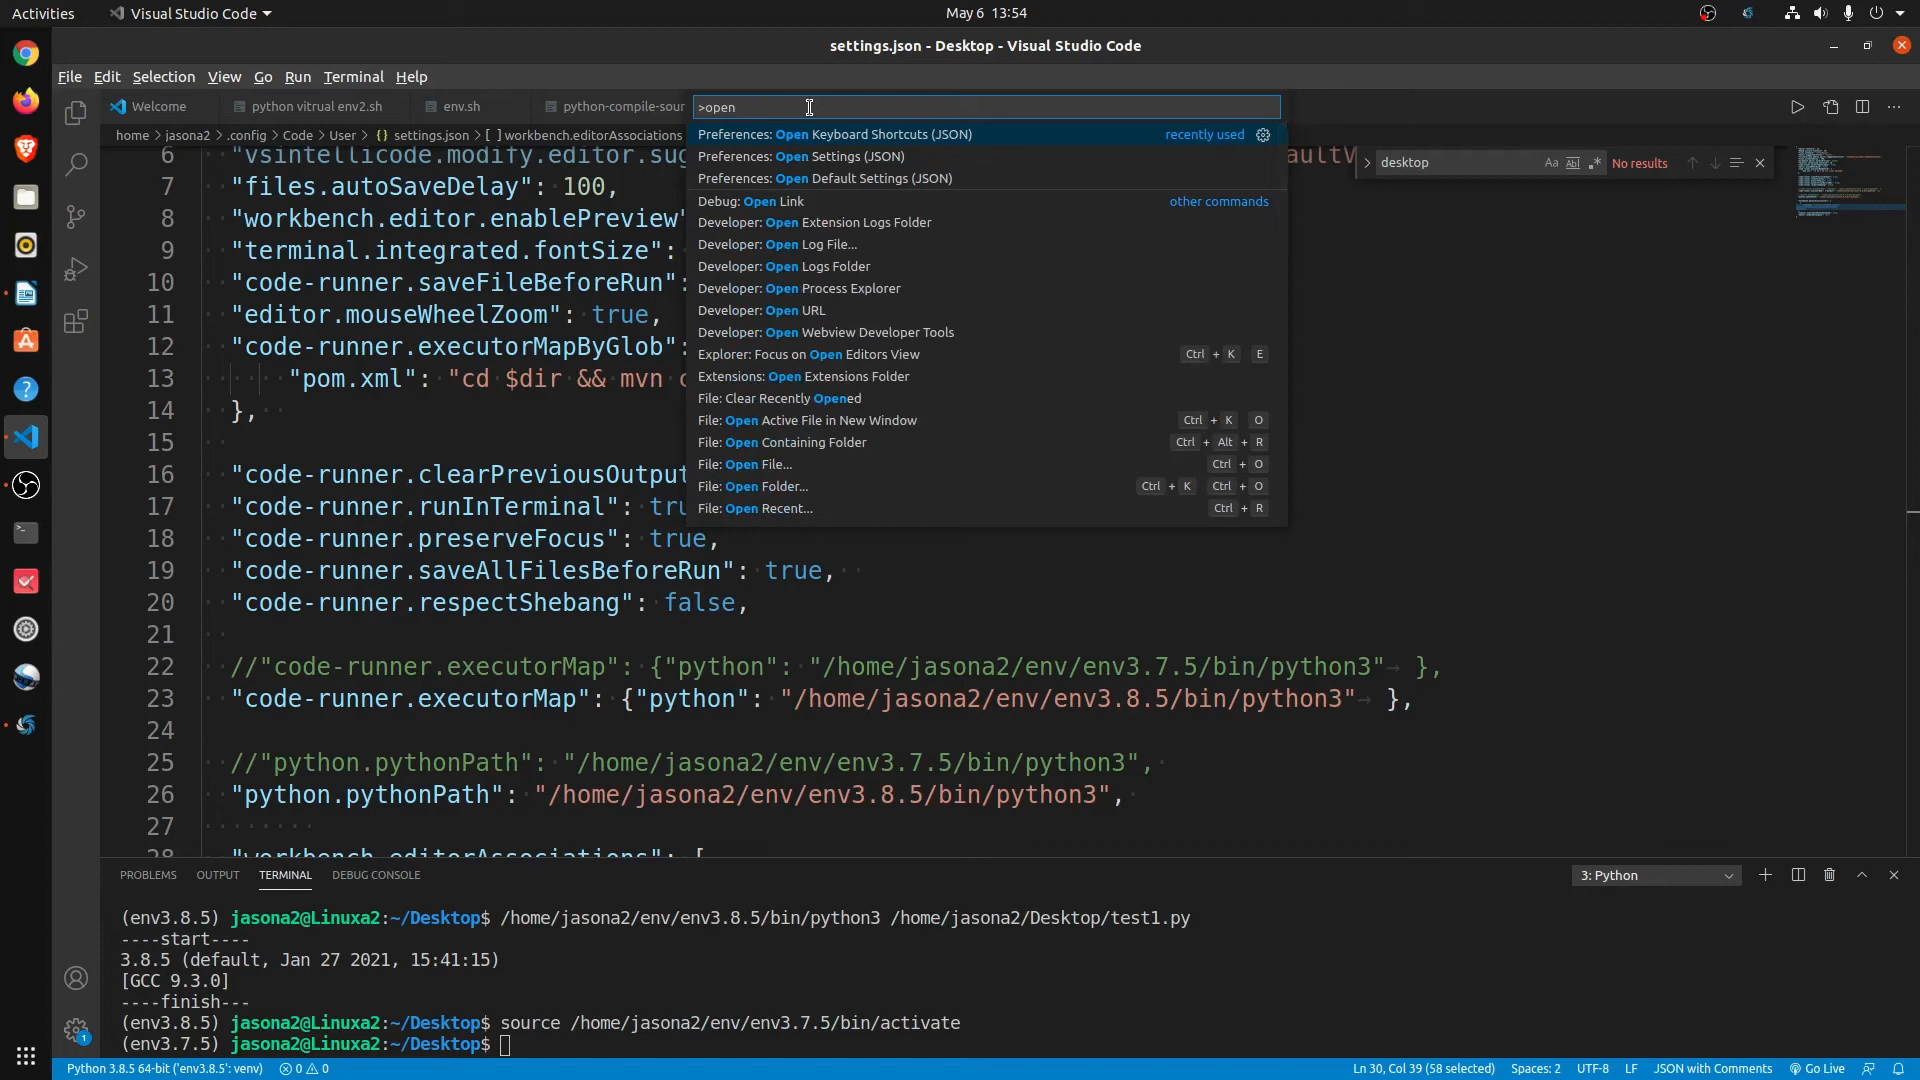 Activities
Visual Studio Code
May 6 13:54
settings.json - Desktop - Visual Studio Code
File Edit Selection View Go Run Terminal Help
Welcome
python vitrual env2.sh
env.sh
python-compile-sour
>open
home > jasona2 > .config > Code > User > {} settings.json > [ ] workbench.editorAssociations
Preferences: Open Keyboard Shortcuts (JSON) recently used
Preferences: Open Settings (JSON)
Preferences: Open Default Settings (JSON)
Debug: Open Link other commands
Developer: Open Extension Logs Folder
Developer: Open Log File...
Developer: Open Logs Folder
Developer: Open Process Explorer
Developer: Open URL
Developer: Open Webview Developer Tools
Explorer: Focus on Open Editors View Ctrl + K E
Extensions: Open Extensions Folder
File: Clear Recently Opened
File: Open Active File in New Window Ctrl + K O
File: Open Containing Folder Ctrl + Alt + R
File: Open File... Ctrl + O
File: Open Folder... Ctrl + K Ctrl + O
File: Open Recent... Ctrl + R
desktop Aa Abl .* No results
6 "vsintellicode.modify.editor.sug aultV
7 "files.autoSaveDelay": 100,
8 "workbench.editor.enablePreview"
9 "terminal.integrated.fontSize":
10 "code-runner.saveFileBeforeRun":
11 "editor.mouseWheelZoom": true,
12 "code-runner.executorMapByGlob":
13 "pom.xml": "cd $dir && mvn c
14 },
15
16 "code-runner.clearPreviousOutput
17 "code-runner.runInTerminal": tru
18 "code-runner.preserveFocus": true,
19 "code-runner.saveAllFilesBeforeRun": true,
20 "code-runner.respectShebang": false,
21
22 //"code-runner.executorMap": {"python": "/home/jasona2/env/env3.7.5/bin/python3"→ },
23 "code-runner.executorMap": {"python": "/home/jasona2/env/env3.8.5/bin/python3"→ },
24
25 //"python.pythonPath": "/home/jasona2/env/env3.7.5/bin/python3",
26 "python.pythonPath": "/home/jasona2/env/env3.8.5/bin/python3",
27
28 "workbench.editorAssociations": [
PROBLEMS OUTPUT TERMINAL DEBUG CONSOLE
3: Python
(env3.8.5) jasona2@Linuxa2:~/Desktop$ /home/jasona2/env/env3.8.5/bin/python3 /home/jasona2/Desktop/test1.py
----start----
3.8.5 (default, Jan 27 2021, 15:41:15)
[GCC 9.3.0]
----finish---
(env3.8.5) jasona2@Linuxa2:~/Desktop$ source /home/jasona2/env/env3.7.5/bin/activate
(env3.7.5) jasona2@Linuxa2:~/Desktop$
1
Python 3.8.5 64-bit ('env3.8.5': venv) 0 0
Ln 30, Col 39 (58 selected) Spaces: 2 UTF-8 LF JSON with Comments Go Live